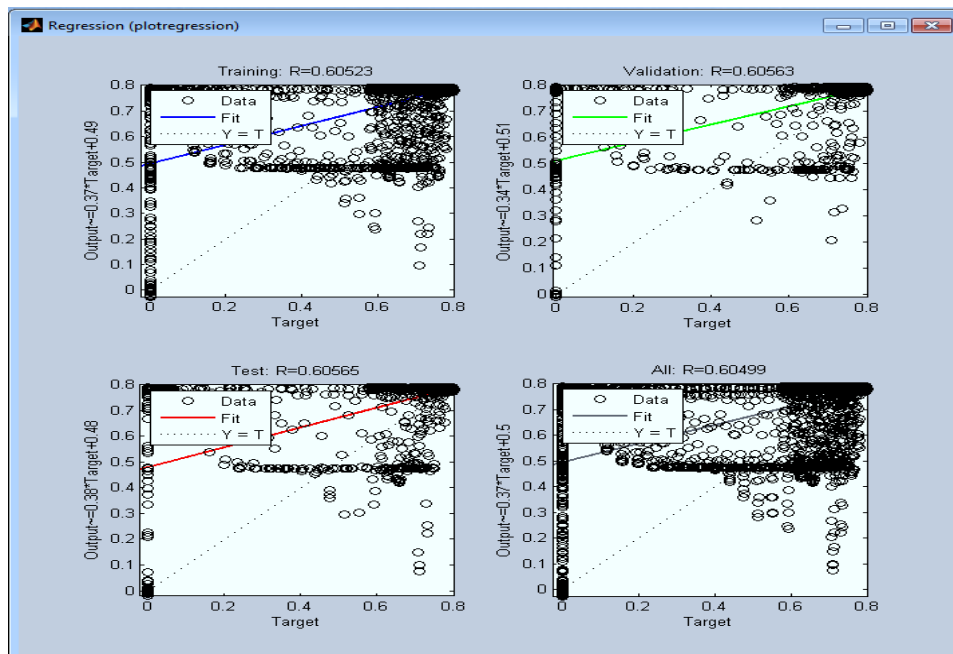 Regression (plotregression)
Training: R=0.60523
Output~=0.37*Target+0.49
0.8
0.7
0.6
0.5
0.4
0.3
0.2
0.1
0
Data
Fit
Y = T
0 0.2 0.4 0.6 0.8
Target
Validation: R=0.60563
Output~=0.34*Target+0.51
0.8
0.7
0.6
0.5
0.4
0.3
0.2
0.1
0
Data
Fit
Y = T
0 0.2 0.4 0.6 0.8
Target
Test: R=0.60565
Output~=0.38*Target+0.48
0.8
0.7
0.6
0.5
0.4
0.3
0.2
0.1
0
Data
Fit
Y = T
0 0.2 0.4 0.6 0.8
Target
All: R=0.60499
Output~=0.37*Target+0.5
0.8
0.7
0.6
0.5
0.4
0.3
0.2
0.1
0
Data
Fit
Y = T
0 0.2 0.4 0.6 0.8
Target